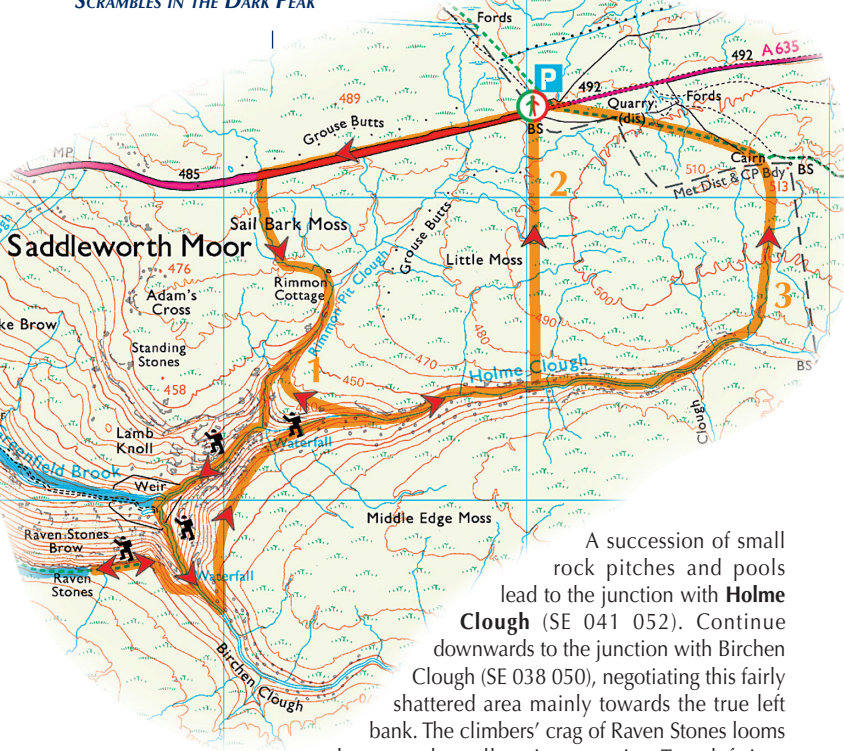 SCRAMBLES IN THE DARK PEAK
Fords
P
492 A635
492
489
Quarry
(dis)
Fords
Grouse Butts
BS
MP
485
Cairn
BS
510
Met Dist & CP Bdy
513
2
Sail Bark Moss
Saddleworth Moor
Grouse Butts
Little Moss
476
Rimmon
Cottage
Rimmon Pit Clough
Adam's
Cross
500
3
490
ke Brow
480
Standing
Stones
470
1
Holme Clough
BS
450
458
Clough
Lamb
Knoll
Waterfall
Greenfield Brook
Weir
Middle Edge Moss
Raven Stones
Brow
Raven
Stones
Waterfall
Birchen Clough
A succession of small
rock pitches and pools
lead to the junction with Holme
Clough (SE 041 052). Continue
downwards to the junction with Birchen
Clough (SE 038 050), negotiating this fairly
shattered area mainly towards the true left
bank. The climbers' crag of Raven Stones looms